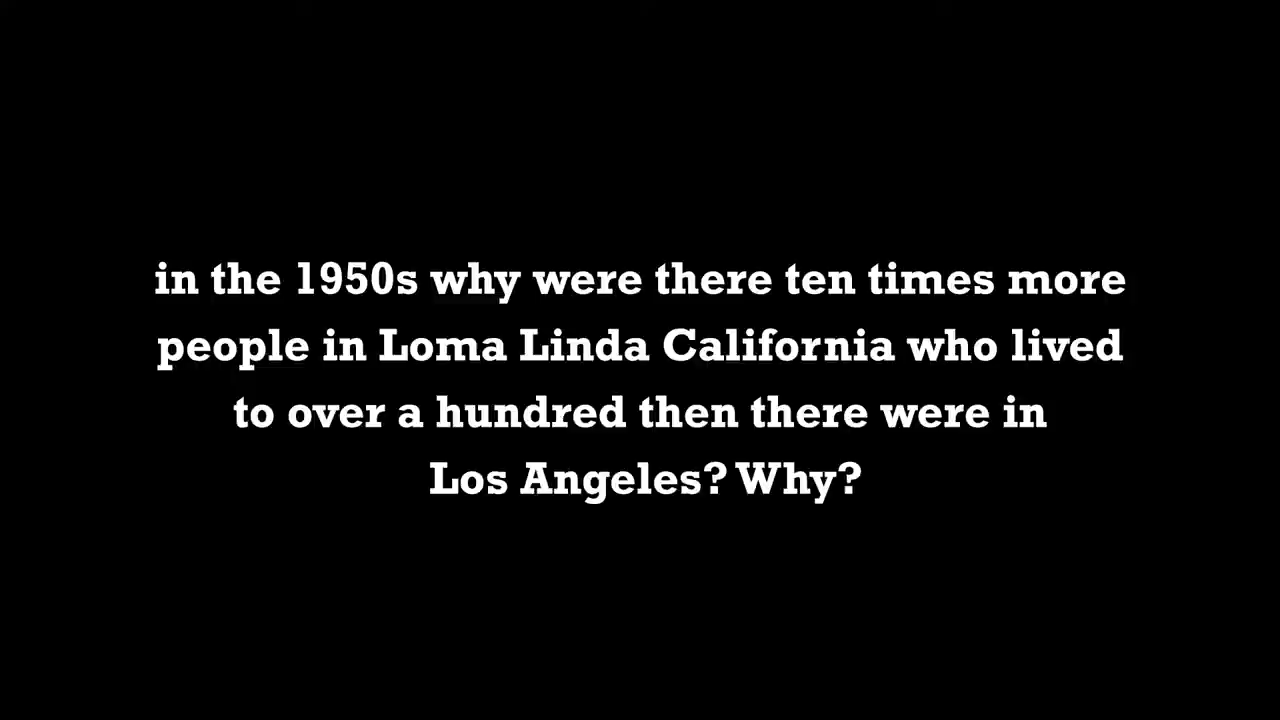 in the 1950s why were there ten times more
people in Loma Linda California who lived
to over a hundred then there were in
Los Angeles? Why?